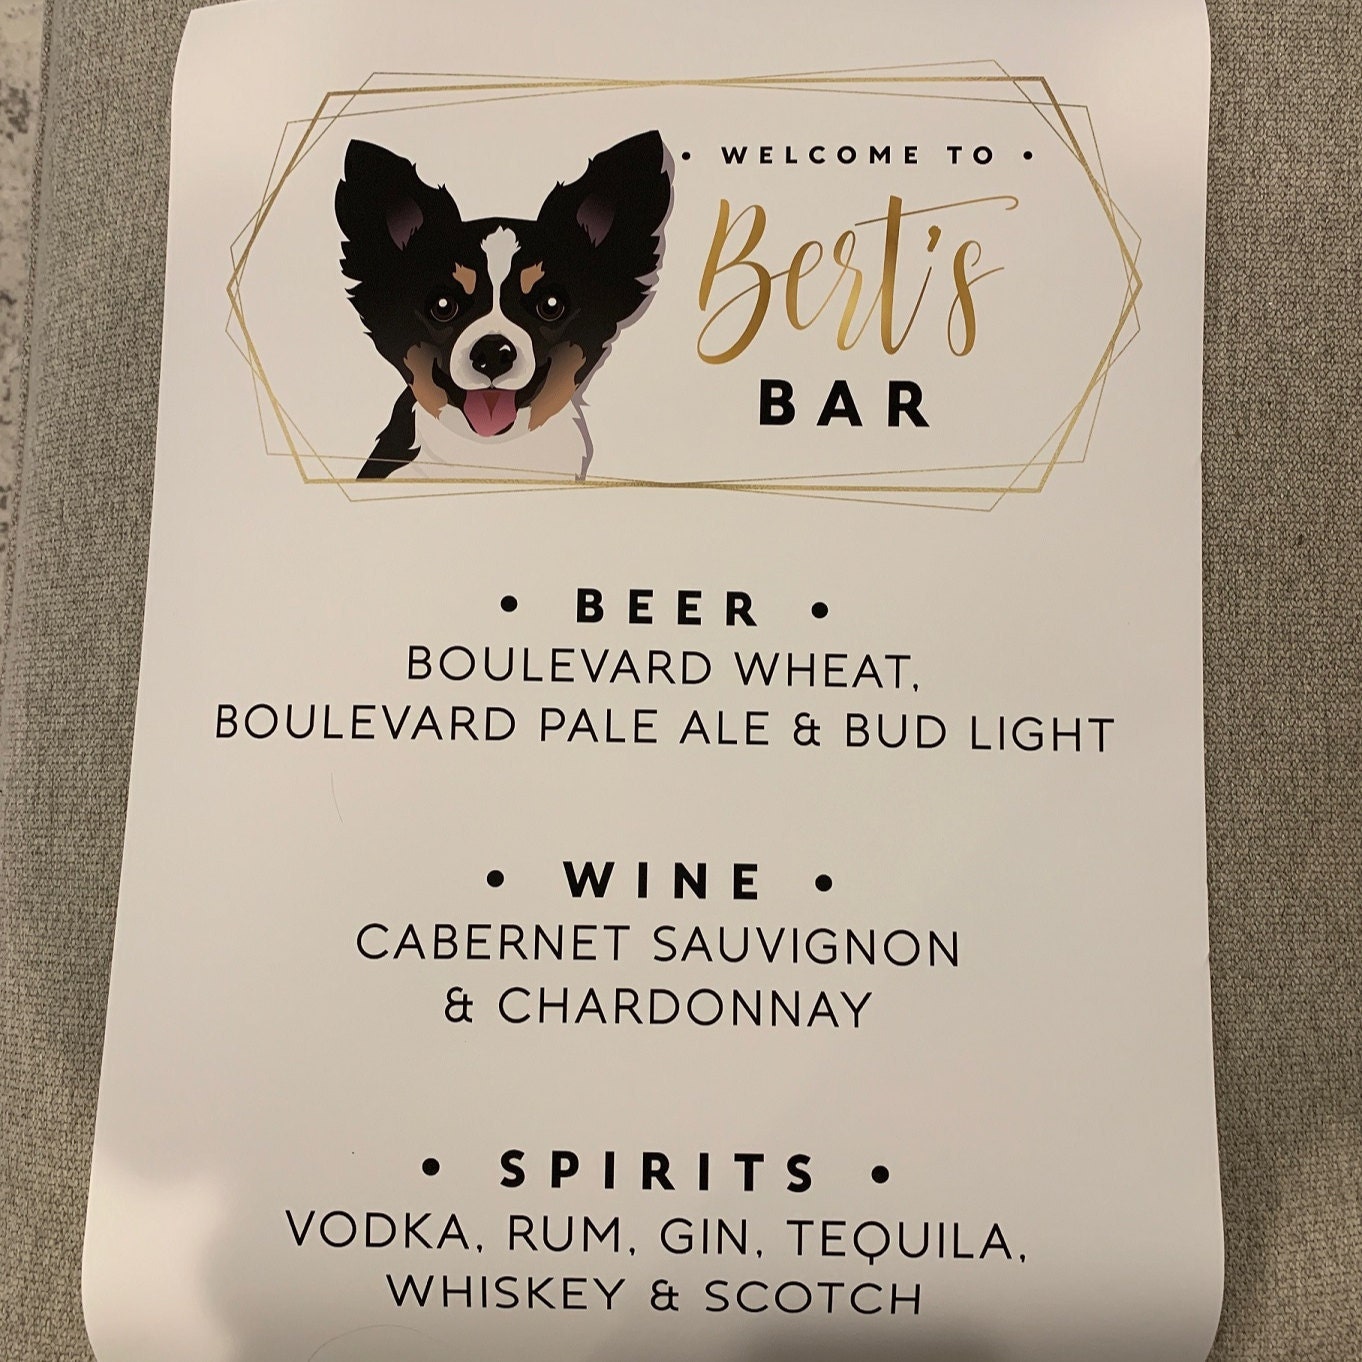 • WELCOME TO •
Bert's
BAR
• BEER •
BOULEVARD WHEAT,
BOULEVARD PALE ALE & BUD LIGHT
• WINE •
CABERNET SAUVIGNON
& CHARDONNAY
• SPIRITS •
VODKA, RUM, GIN, TEQUILA,
WHISKEY & SCOTCH